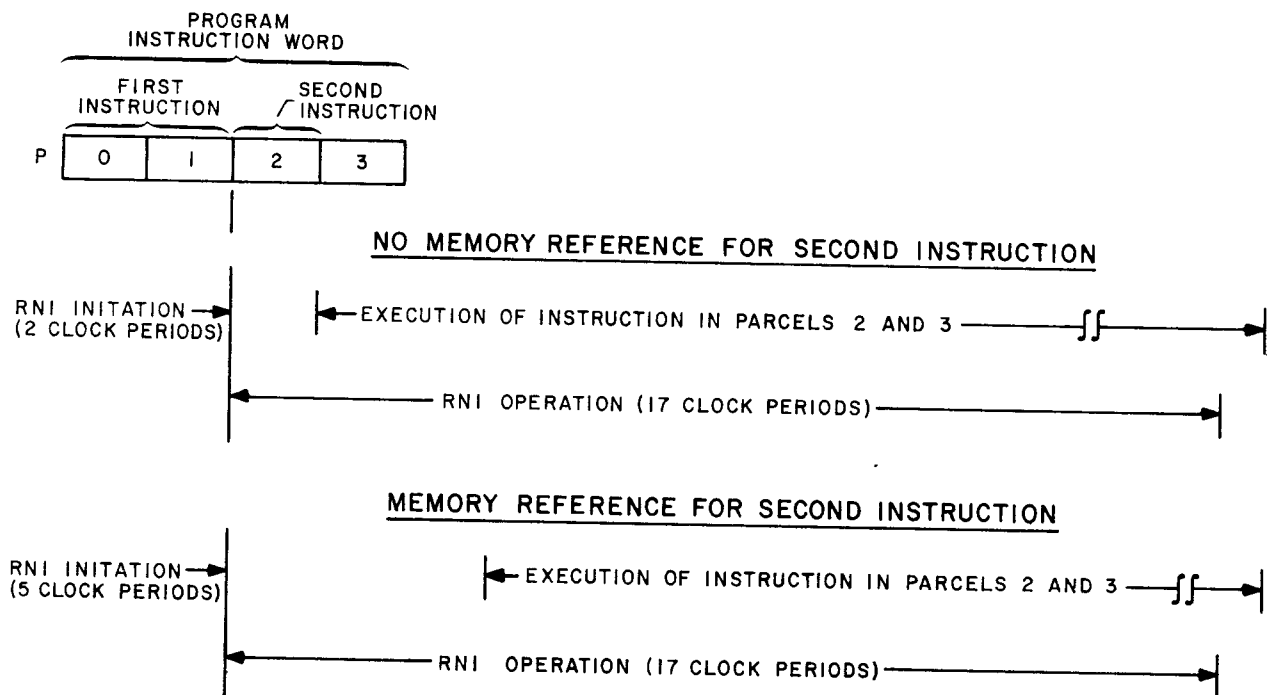 PROGRAM
INSTRUCTION WORD
FIRST
INSTRUCTION
SECOND
INSTRUCTION
P 0 1 2 3
NO MEMORY REFERENCE FOR SECOND INSTRUCTION
RNI INITATION
(2 CLOCK PERIODS)
EXECUTION OF INSTRUCTION IN PARCELS 2 AND 3
RNI OPERATION (17 CLOCK PERIODS)
MEMORY REFERENCE FOR SECOND INSTRUCTION
RNI INITATION
(5 CLOCK PERIODS)
EXECUTION OF INSTRUCTION IN PARCELS 2 AND 3
RNI OPERATION (17 CLOCK PERIODS)